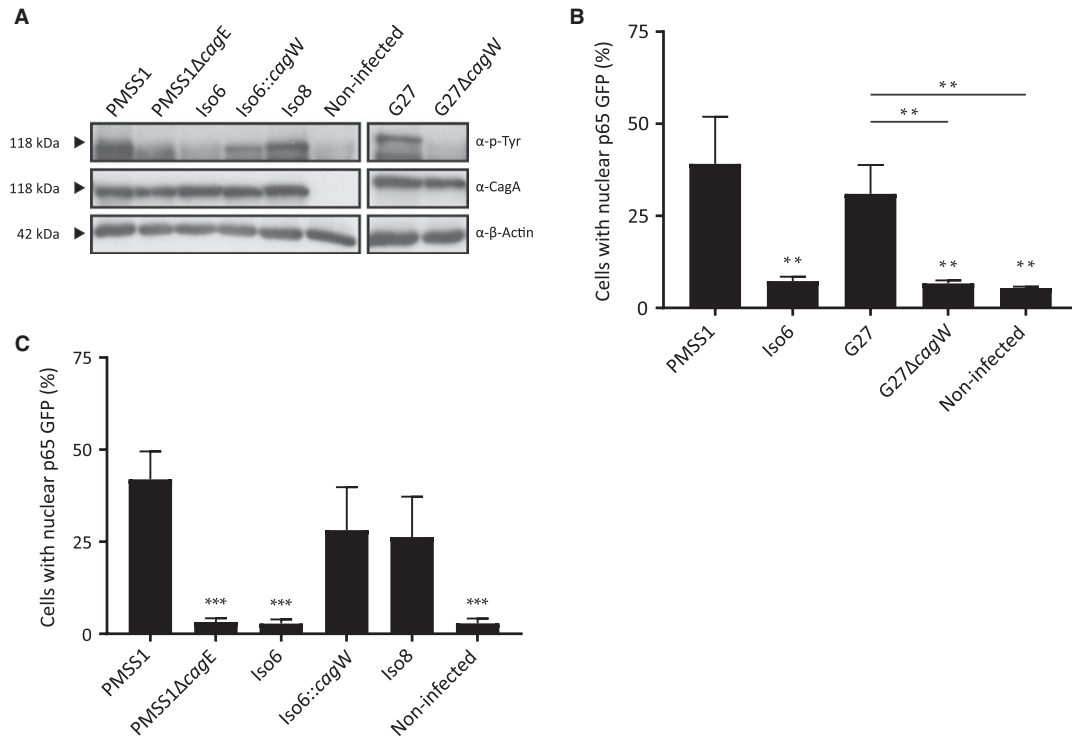 A
PMSS1 PMSS1ΔcagE Iso6 Iso6::cagW Iso8 Non-infected G27 G27ΔcagW
118 kDa α-p-Tyr
118 kDa α-CagA
42 kDa α-β-Actin
B
Cells with nuclear p65 GFP (%)
75
50
25
0
** ** ** ** **
PMSS1 Iso6 G27 G27ΔcagW Non-infected
C
Cells with nuclear p65 GFP (%)
75
50
25
0
*** *** ***
PMSS1 PMSS1ΔcagE Iso6 Iso6::cagW Iso8 Non-infected